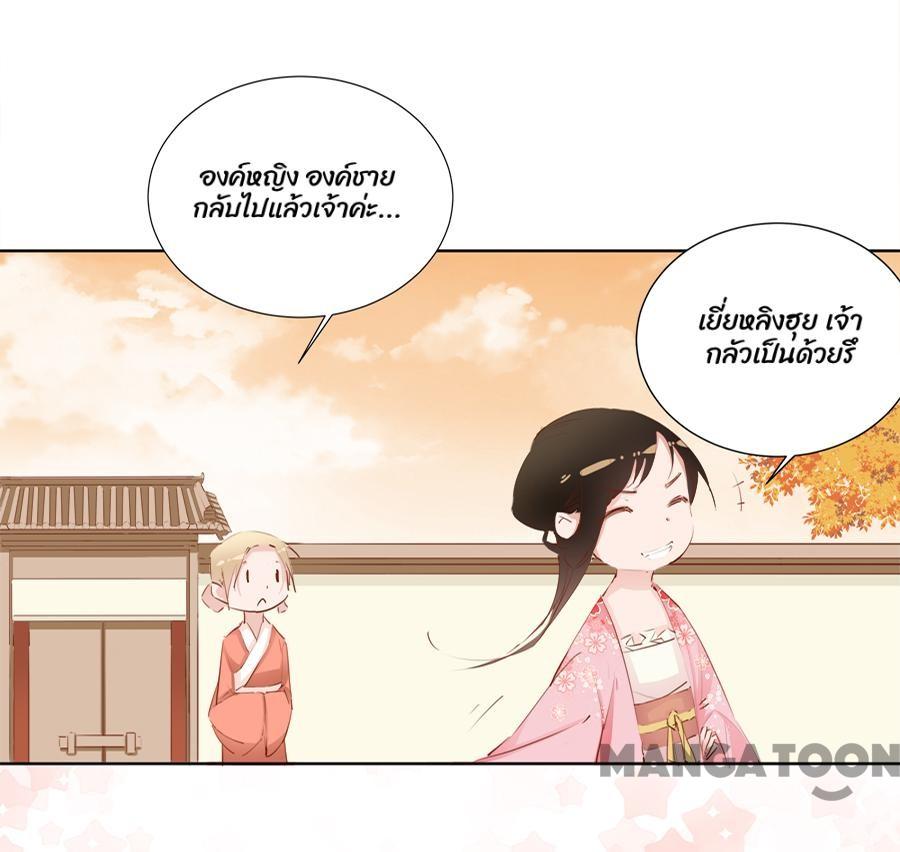 องค์หญิง องค์ชาย
กลับไปแล้วเจ้าค่ะ...
เยี่ยหลิงฮุย เจ้า
กลัวเป็นด้วยรึ
MANGATOON